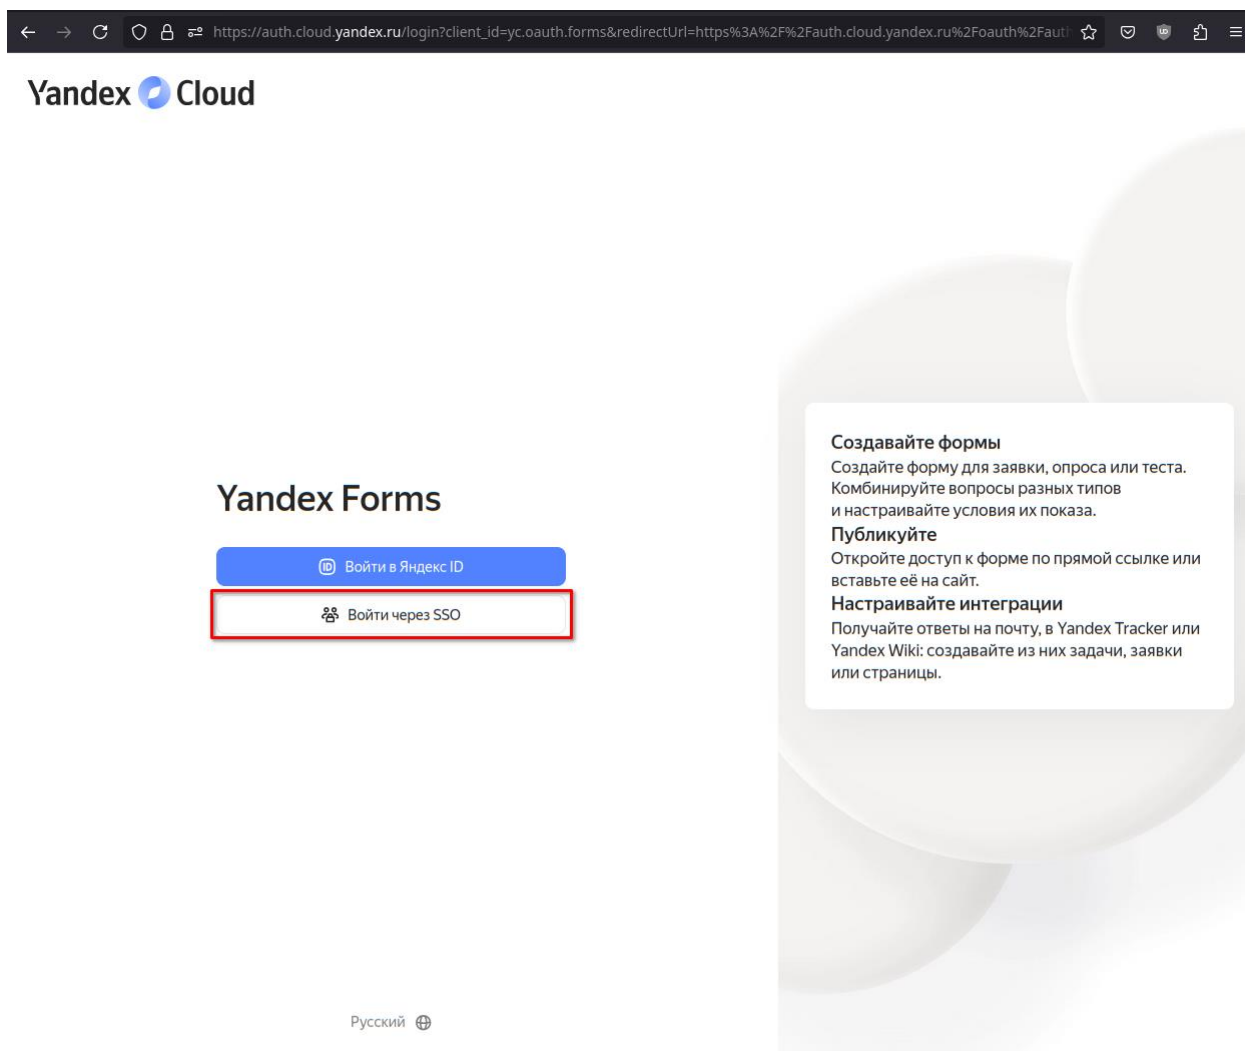 https://auth.cloud.yandex.ru/login?client_id=yc.oauth.forms&redirectUrl=https%3A%2F%2Fauth.cloud.yandex.ru%2Foauth%2Faut
Yandex Cloud
Yandex Forms
Войти в Яндекс ID
Войти через SSO
Создавайте формы
Создайте форму для заявки, опроса или теста.
Комбинируйте вопросы разных типов
и настраивайте условия их показа.
Публикуйте
Откройте доступ к форме по прямой ссылке или
вставьте её на сайт.
Настраивайте интеграции
Получайте ответы на почту, в Yandex Tracker или
Yandex Wiki: создавайте из них задачи, заявки
или страницы.
Русский